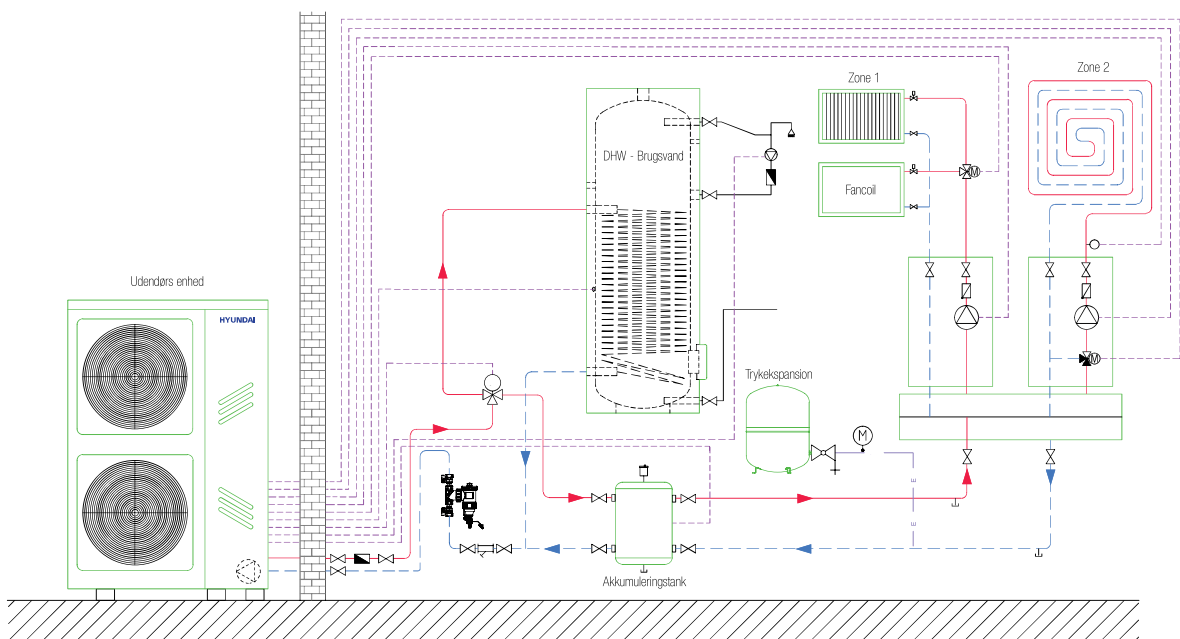 Zone 1
Zone 2
DHW - Brugsvand
Fancoil
M
Udendørs enhed
HYUNDAI
M
Trykekspansion
M
E
E
Akkumuleringstank